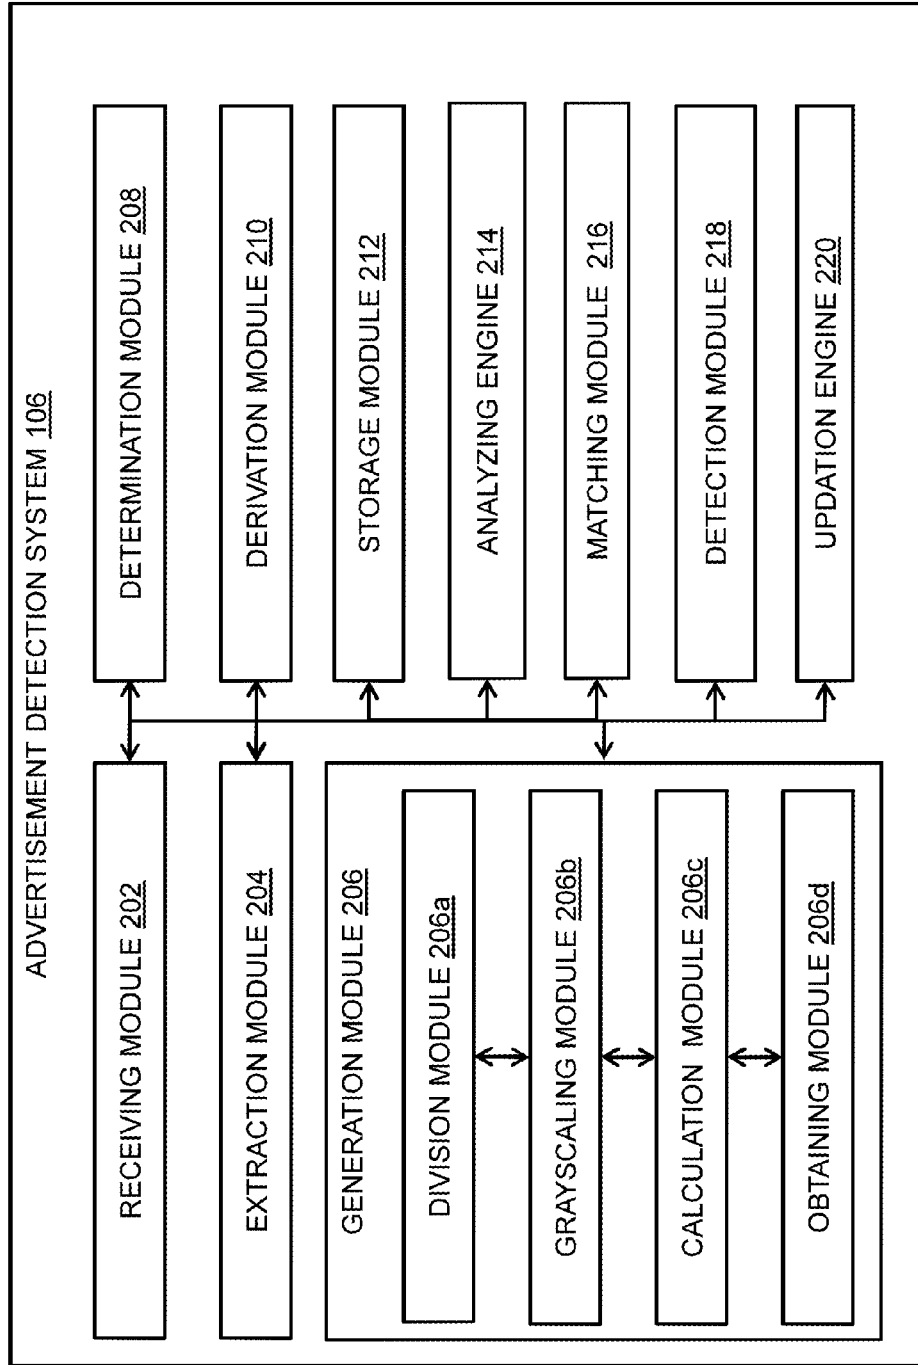 ADVERTISEMENT DETECTION SYSTEM 106
RECEIVING MODULE 202
EXTRACTION MODULE 204
GENERATION MODULE 206
DIVISION MODULE 206a
GRAYSCALING MODULE 206b
CALCULATION MODULE 206c
OBTAINING MODULE 206d
DETERMINATION MODULE 208
DERIVATION MODULE 210
STORAGE MODULE 212
ANALYZING ENGINE 214
MATCHING MODULE 216
DETECTION MODULE 218
UPDATION ENGINE 220